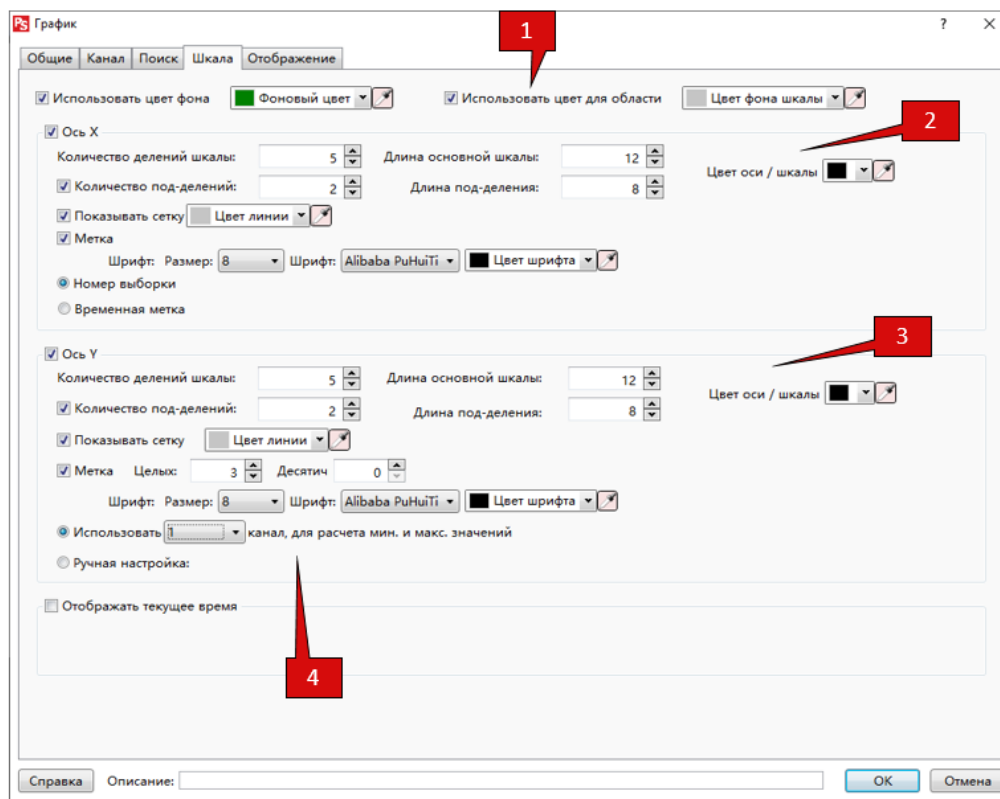 PS График ? ×
1
Общие Канал Поиск Шкала Отображение
Использовать цвет фона Фоновый цвет Использовать цвет для области Цвет фона шкалы
2
Ось X
Количество делений шкалы: 5 Длина основной шкалы: 12
Цвет оси / шкалы
Количество под-делений: 2 Длина под-деления: 8
Показывать сетку Цвет линии
Метка
Шрифт: Размер: 8 Шрифт: Alibaba PuHuiTi Цвет шрифта
Номер выборки
Временная метка
3
Ось Y
Количество делений шкалы: 5 Длина основной шкалы: 12
Цвет оси / шкалы
Количество под-делений: 2 Длина под-деления: 8
Показывать сетку Цвет линии
Метка Целых: 3 Десятич 0
Шрифт: Размер: 8 Шрифт: Alibaba PuHuiTi Цвет шрифта
Использовать 1 канал, для расчета мин. и макс. значений
Ручная настройка:
Отображать текущее время
4
Справка Описание: OK Отмена